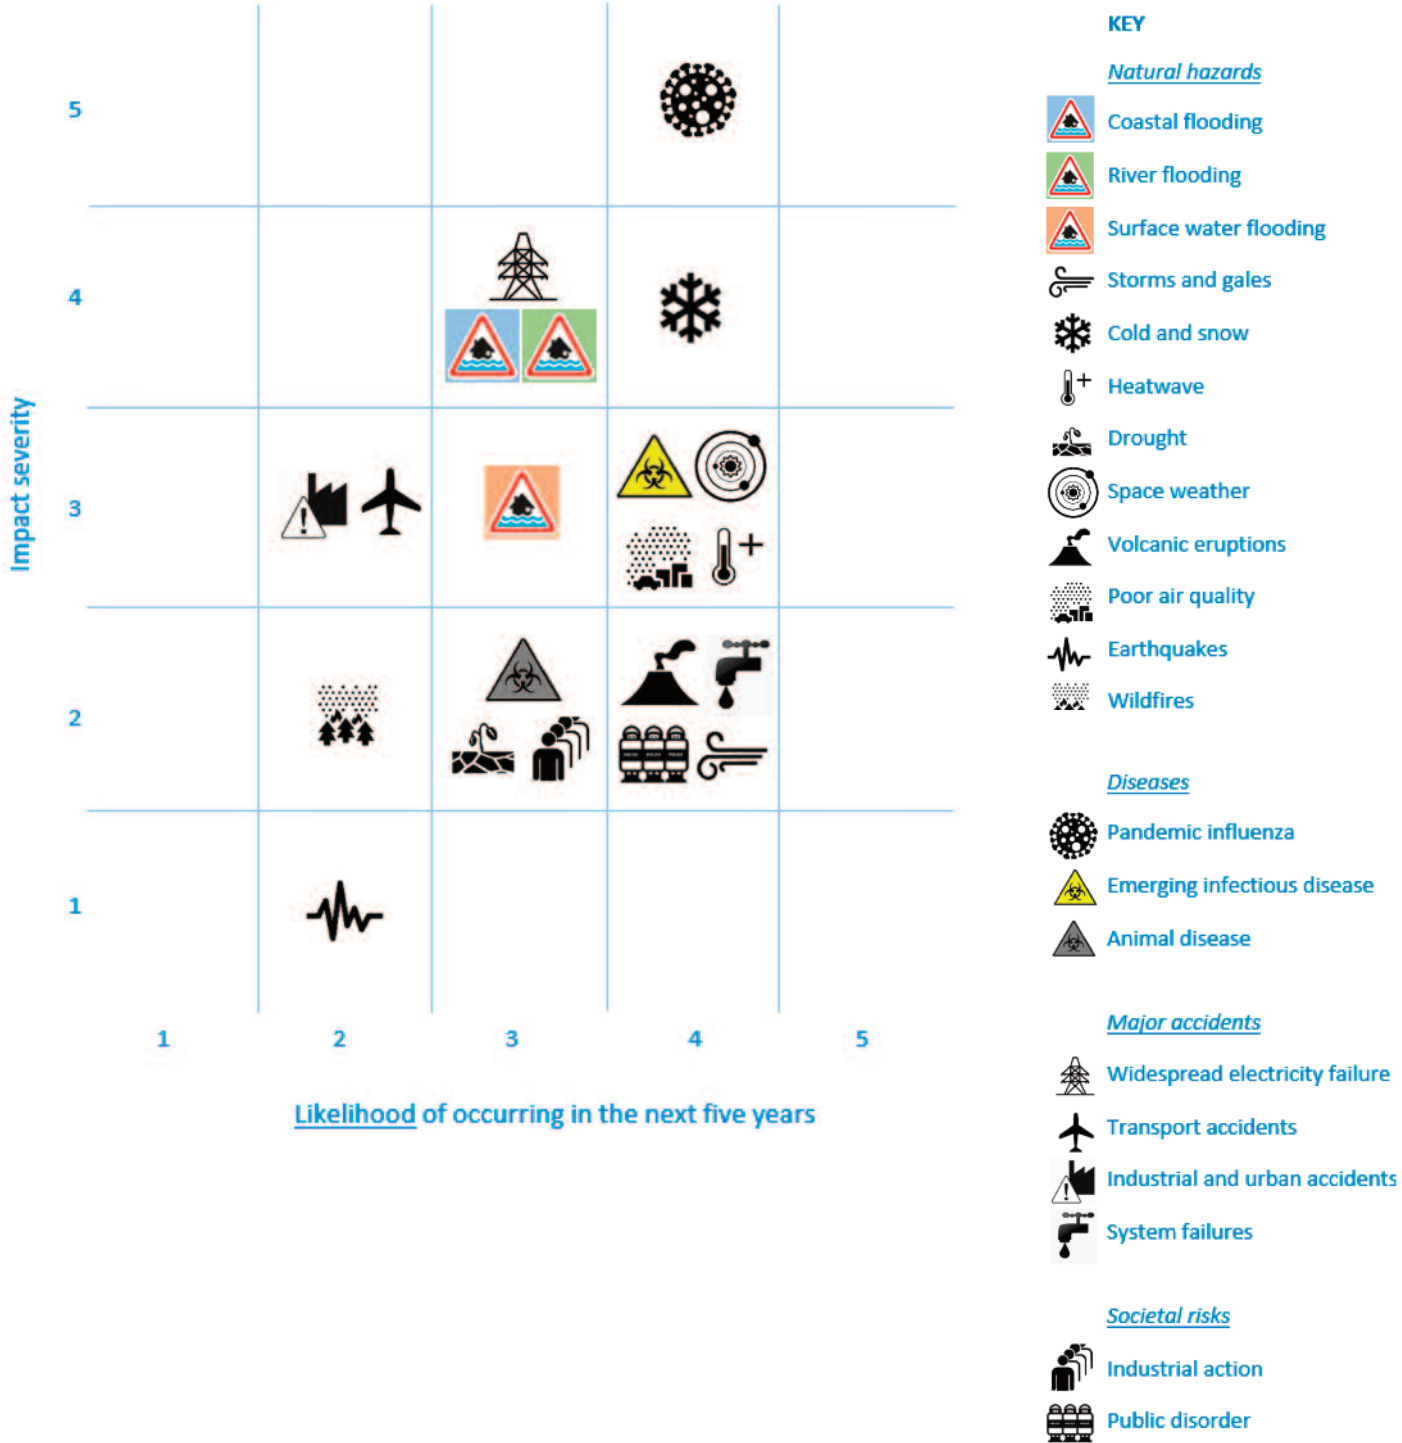 5
4
3
2
1
Impact severity
1
2
3
4
5
Likelihood of occurring in the next five years
KEY
Natural hazards
Coastal flooding
River flooding
Surface water flooding
Storms and gales
Cold and snow
Heatwave
Drought
Space weather
Volcanic eruptions
Poor air quality
Earthquakes
Wildfires
Diseases
Pandemic influenza
Emerging infectious disease
Animal disease
Major accidents
Widespread electricity failure
Transport accidents
Industrial and urban accidents
System failures
Societal risks
Industrial action
Public disorder